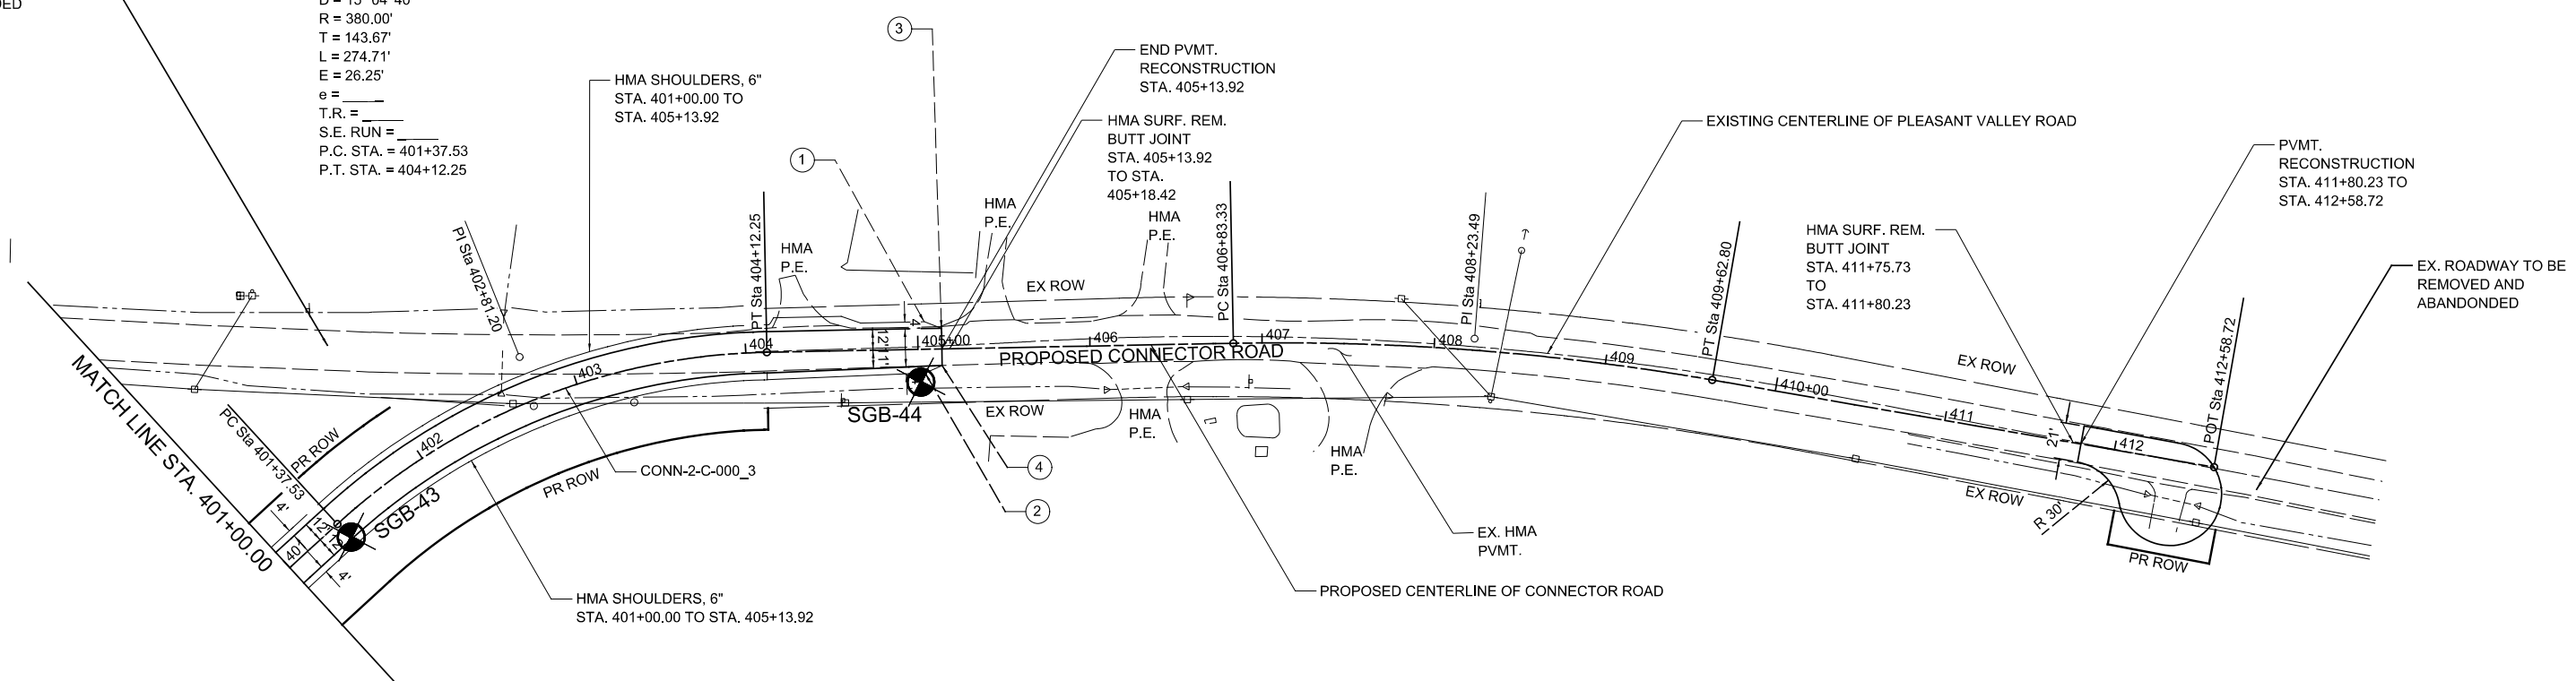 R = 380.00'
T = 143.67'
L = 274.71'
E = 26.25'
e = _____
T.R. = _____
S.E. RUN = _____
P.C. STA. = 401+37.53
P.T. STA. = 404+12.25
HMA SHOULDERS, 6"
STA. 401+00.00 TO
STA. 405+13.92
3
1
END PVMT.
RECONSTRUCTION
STA. 405+13.92
HMA SURF. REM.
BUTT JOINT
STA. 405+13.92
TO STA.
405+18.42
EXISTING CENTERLINE OF PLEASANT VALLEY ROAD
PVMT.
RECONSTRUCTION
STA. 411+80.23 TO
STA. 412+58.72
HMA SURF. REM.
BUTT JOINT
STA. 411+75.73
TO
STA. 411+80.23
EX. ROADWAY TO BE
REMOVED AND
ABANDONDED
PI Sta 402+81.20
PT Sta 404+12.25
HMA
P.E.
HMA
P.E.
HMA
P.E.
EX ROW
PC Sta 406+83.33
PI Sta 408+23.49
PT Sta 409+62.80
POT Sta 412+58.72
EX ROW
MATCH LINE STA. 401+00.00
PC Sta 401+37.53
PR ROW
402
403
404
405+00
406
407
408
409
410+00
411
412
12'
11'
PROPOSED CONNECTOR ROAD
SGB-44
EX ROW
HMA
P.E.
HMA
P.E.
EX ROW
21'
R 30'
PR ROW
SGB-43
PR ROW
CONN-2-C-000_3
4
2
4'
12'
12'
40'
4'
EX. HMA
PVMT.
PROPOSED CENTERLINE OF CONNECTOR ROAD
HMA SHOULDERS, 6"
STA. 401+00.00 TO STA. 405+13.92